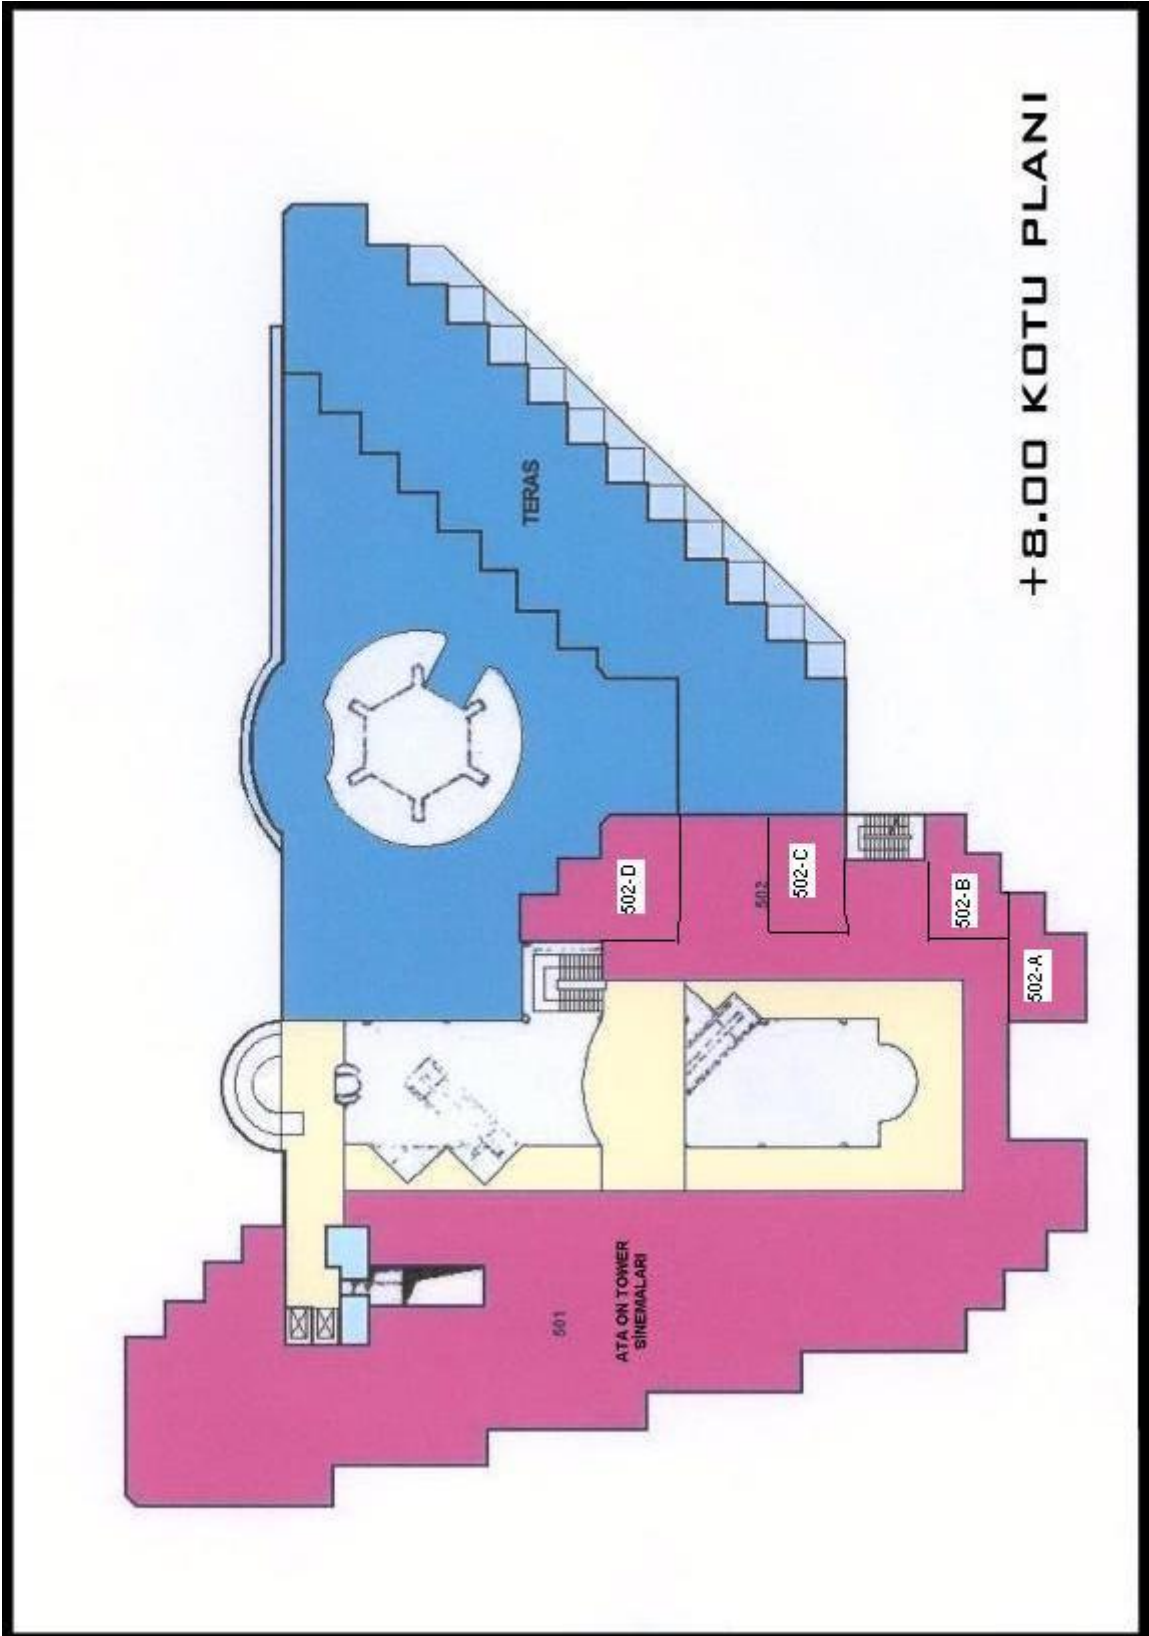 +8.00 KOTU PLANI
TERAS
502-D
502
502-C
502-B
502-A
501
ATA ON TOWER
SİNEMALARI